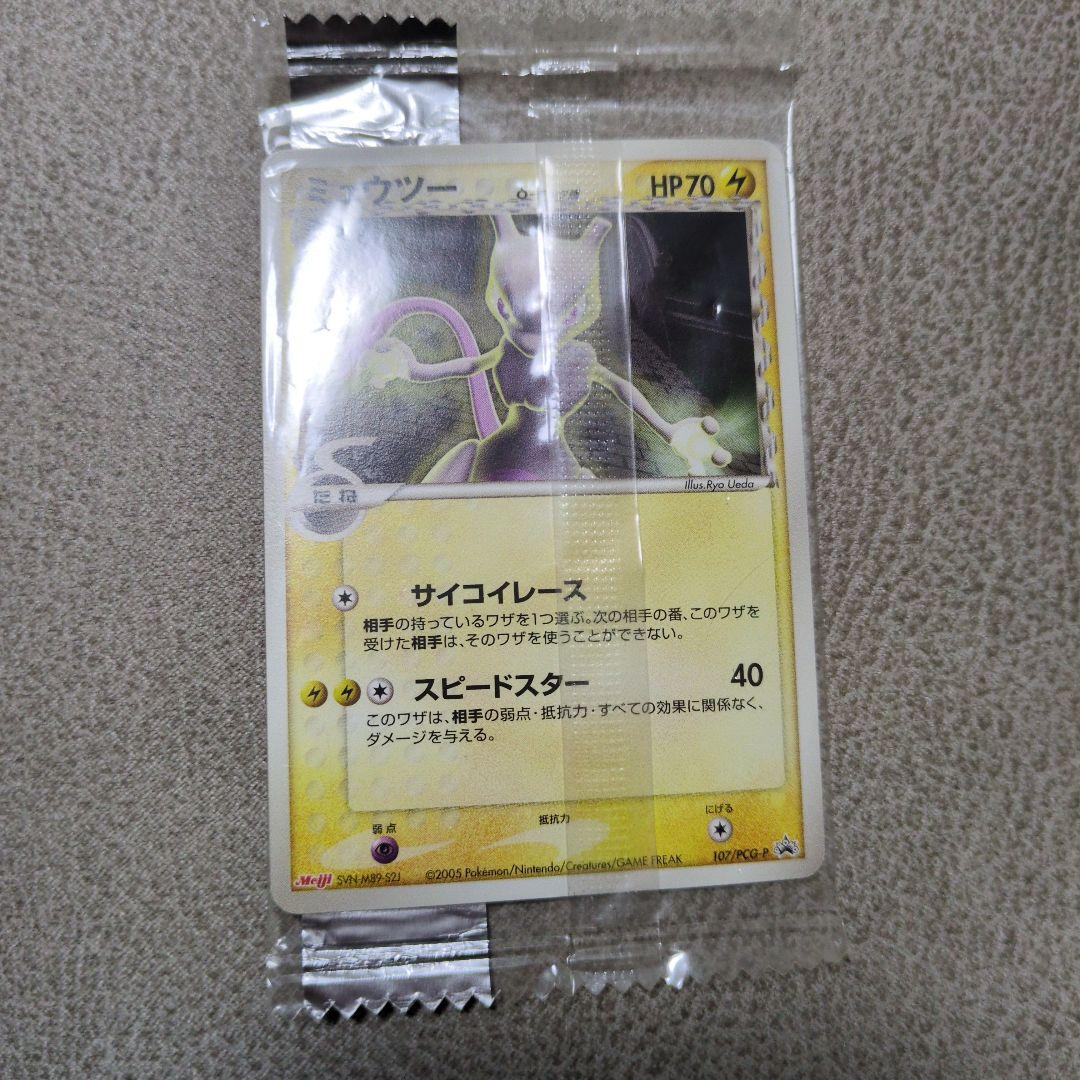 ミュウツー HP70
δ
Illus.Ryo Ueda
サイコイレース
相手の持っているワザを1つ選ぶ。次の相手の番、このワザを
受けた相手は、そのワザを使うことができない。
スピードスター 40
このワザは、相手の弱点・抵抗力・すべての効果に関係なく、
ダメージを与える。
弱点 抵抗力 にげる
Meiji SVN-M89-S2J ©2005 Pokémon/Nintendo/Creatures/GAME FREAK 107/PCG-P